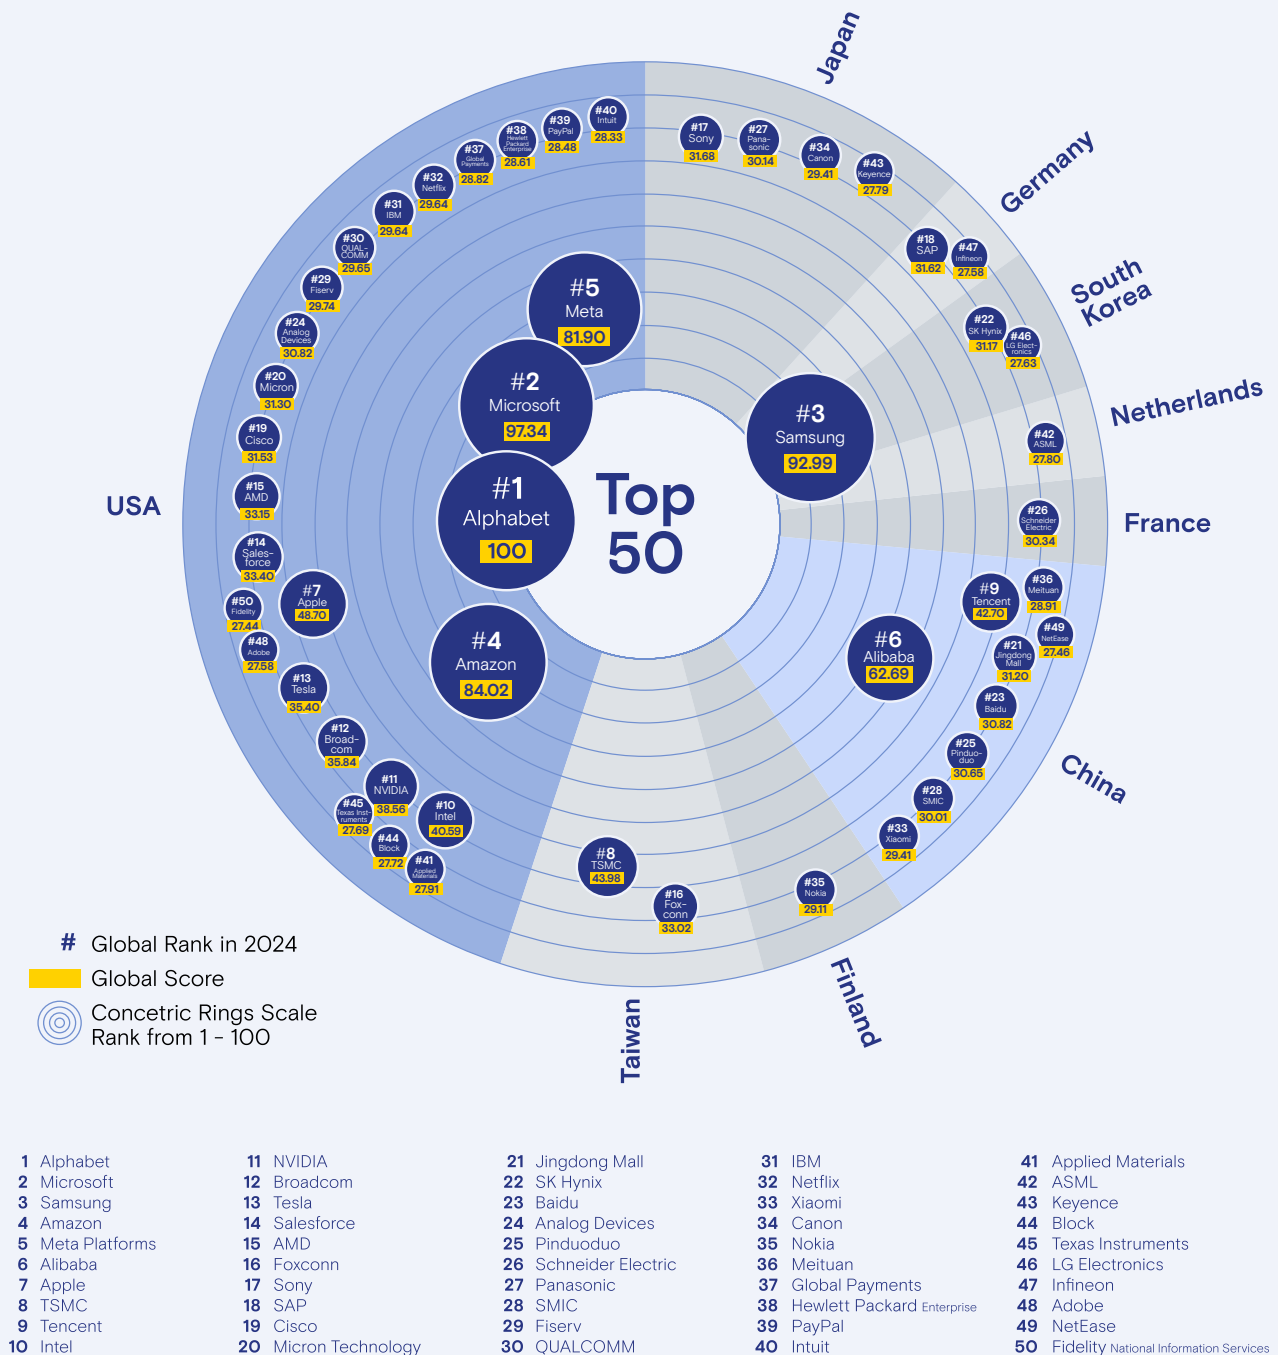 Japan
Germany
South
Korea
Netherlands
France
China
Finland
Taiwan
USA
Top
50
#40
Intuit
28.33
#39
PayPal
28.48
#38
Hewlett
Packard
Enterprise
28.61
#37
Global
Payments
28.82
#32
Netflix
29.64
#31
IBM
29.64
#30
QUAL-
COMM
29.65
#29
Fiserv
29.74
#24
Analog
Devices
30.82
#20
Micron
31.30
#19
Cisco
31.53
#15
AMD
33.15
#14
Sales-
force
33.40
#50
Fidelity
27.44
#7
Apple
48.70
#48
Adobe
27.58
#13
Tesla
35.40
#12
Broad-
com
35.84
#11
NVIDIA
38.56
#45
Texas Inst-
ruments
27.69
#10
Intel
40.59
#44
Block
27.72
#41
Applied
Materials
27.91
#5
Meta
81.90
#2
Microsoft
97.34
#1
Alphabet
100
#4
Amazon
84.02
#17
Sony
31.68
#27
Pana-
sonic
30.14
#34
Canon
29.41
#43
Keyence
27.79
#18
SAP
31.62
#47
Infineon
27.58
#22
SK Hynix
31.17
#46
LG Elect-
ronics
27.63
#3
Samsung
92.99
#42
ASML
27.80
#26
Schneider
Electric
30.34
#9
Tencent
42.70
#36
Meituan
28.91
#49
NetEase
27.46
#6
Alibaba
62.69
#21
Jingdong
Mall
31.20
#23
Baidu
30.82
#25
Pinduo-
duo
30.65
#28
SMIC
30.01
#33
Xiaomi
29.41
#35
Nokia
29.11
#8
TSMC
43.98
#16
Fox-
conn
33.02
# Global Rank in 2024
Global Score
Concetric Rings Scale
Rank from 1 - 100
1 Alphabet
2 Microsoft
3 Samsung
4 Amazon
5 Meta Platforms
6 Alibaba
7 Apple
8 TSMC
9 Tencent
10 Intel
11 NVIDIA
12 Broadcom
13 Tesla
14 Salesforce
15 AMD
16 Foxconn
17 Sony
18 SAP
19 Cisco
20 Micron Technology
21 Jingdong Mall
22 SK Hynix
23 Baidu
24 Analog Devices
25 Pinduoduo
26 Schneider Electric
27 Panasonic
28 SMIC
29 Fiserv
30 QUALCOMM
31 IBM
32 Netflix
33 Xiaomi
34 Canon
35 Nokia
36 Meituan
37 Global Payments
38 Hewlett Packard Enterprise
39 PayPal
40 Intuit
41 Applied Materials
42 ASML
43 Keyence
44 Block
45 Texas Instruments
46 LG Electronics
47 Infineon
48 Adobe
49 NetEase
50 Fidelity National Information Services